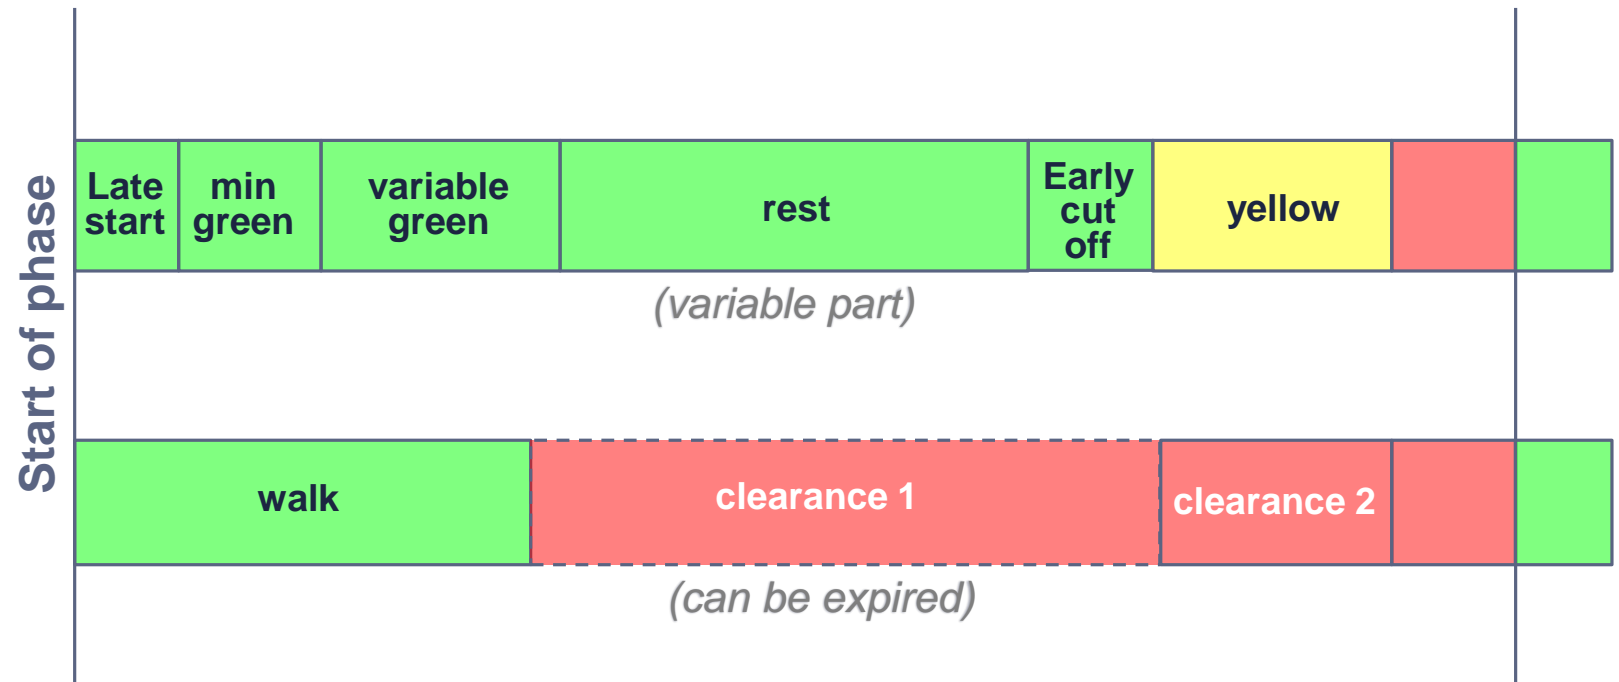 Start of phase
Late
start
min
green
variable
green
rest
Early
cut
off
yellow
(variable part)
walk
clearance 1
clearance 2
(can be expired)